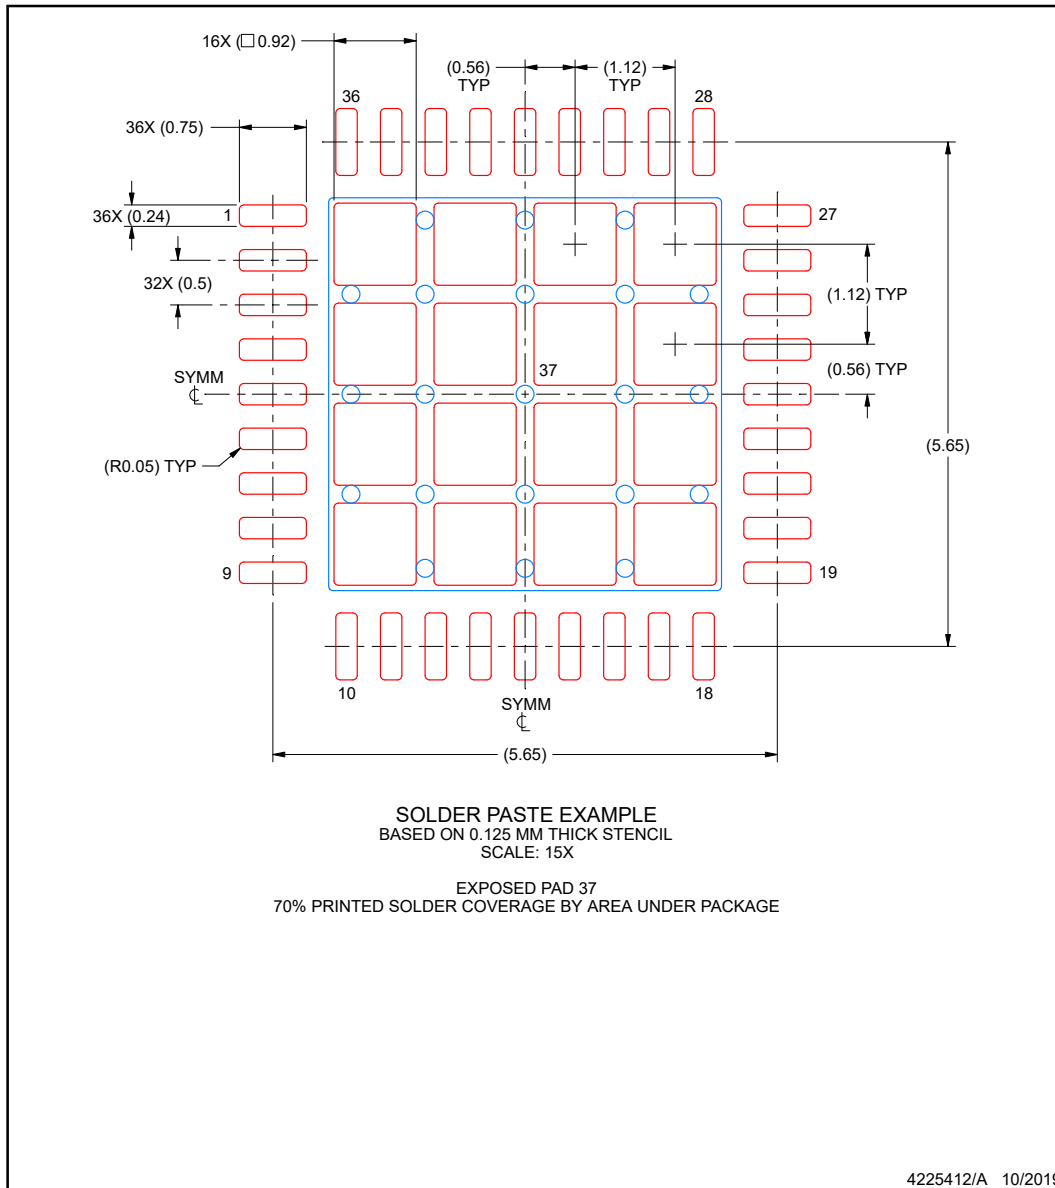 16X (□ 0.92)
(0.56)
TYP
(1.12)
TYP
36
28
36X (0.75)
36X (0.24)
1
27
32X (0.5)
(1.12) TYP
SYMM
℄
37
(0.56) TYP
(5.65)
(R0.05) TYP
9
19
10
18
SYMM
℄
(5.65)
SOLDER PASTE EXAMPLE
BASED ON 0.125 MM THICK STENCIL
SCALE: 15X
EXPOSED PAD 37
70% PRINTED SOLDER COVERAGE BY AREA UNDER PACKAGE
4225412/A 10/2019